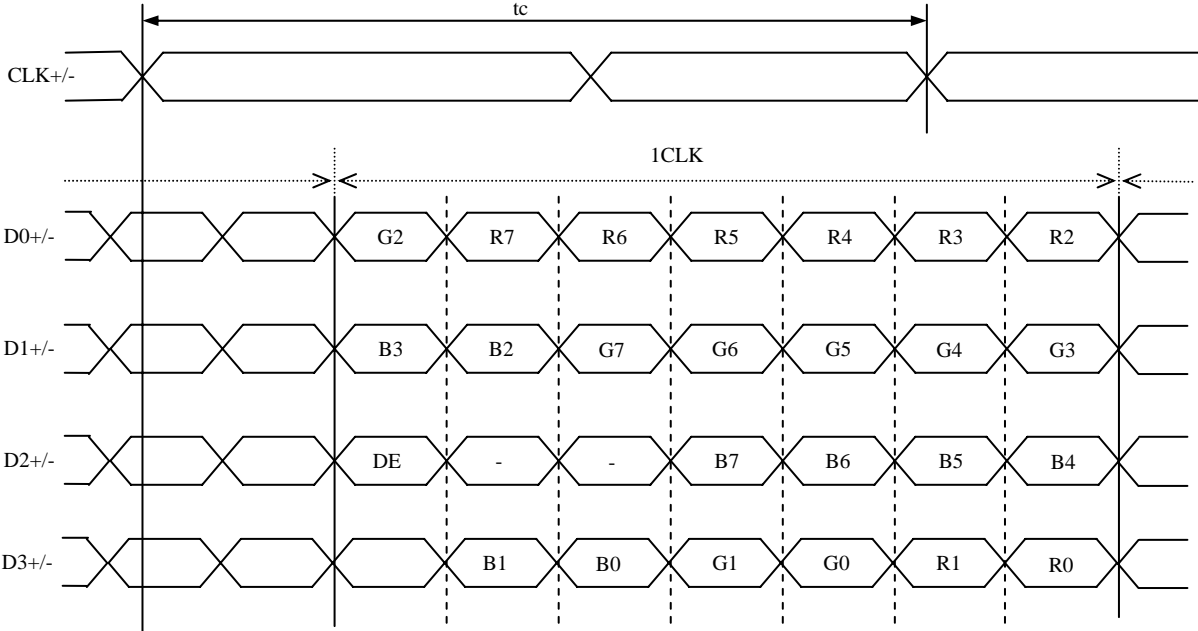 tc
CLK+/-
1CLK
D0+/- G2 R7 R6 R5 R4 R3 R2
D1+/- B3 B2 G7 G6 G5 G4 G3
D2+/- DE - - B7 B6 B5 B4
D3+/- B1 B0 G1 G0 R1 R0